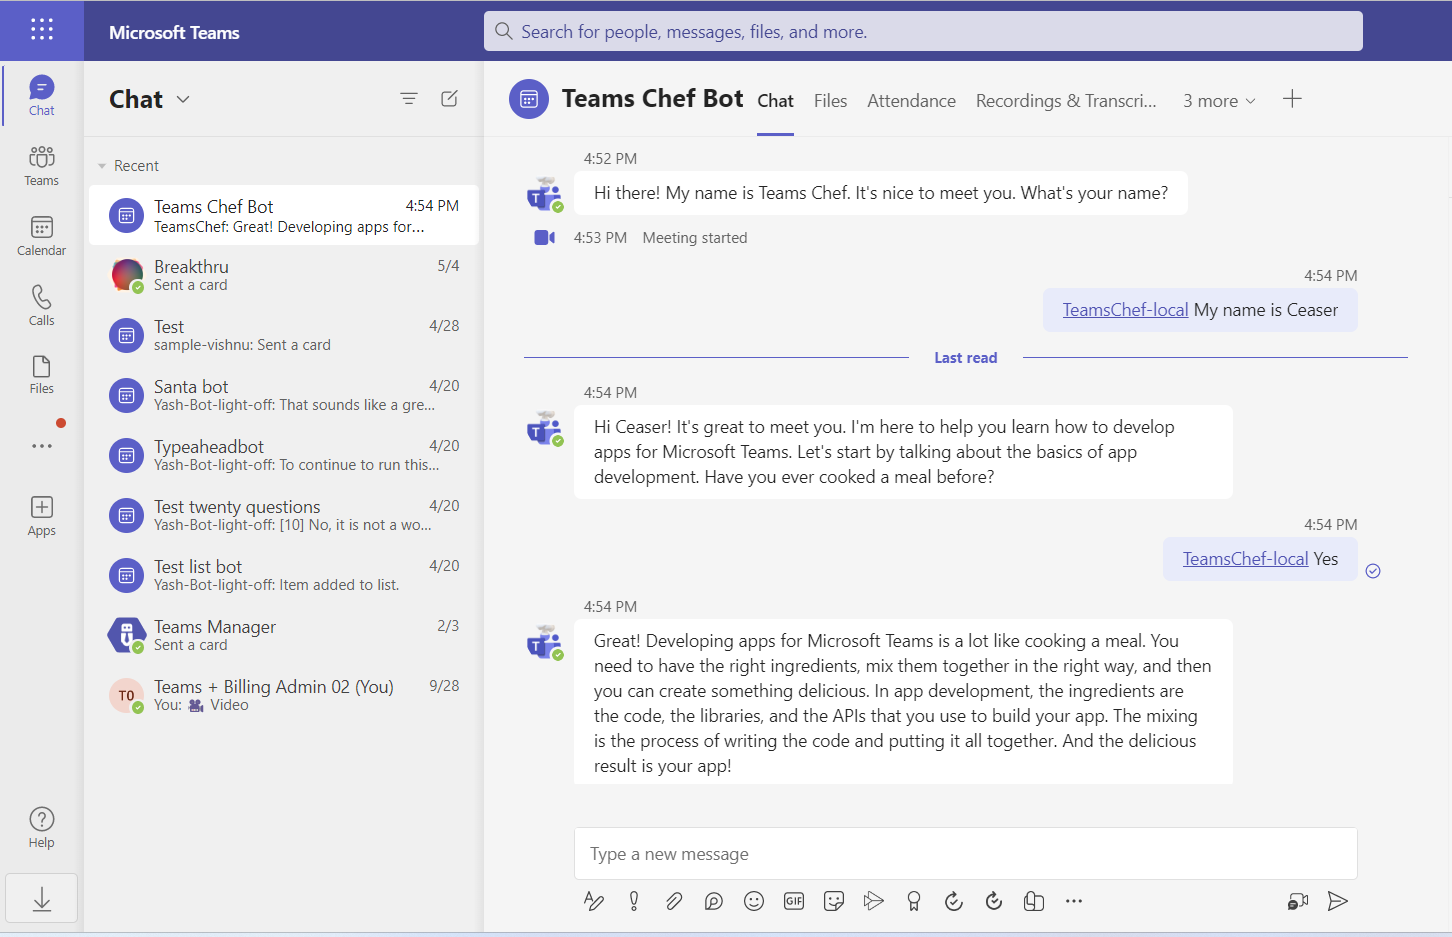 Microsoft Teams
Search for people, messages, files, and more.
Chat
Teams
Calendar
Calls
Files
Apps
Help
Chat
Recent
Teams Chef Bot 4:54 PM
TeamsChef: Great! Developing apps for...
Breakthru 5/4
Sent a card
Test 4/28
sample-vishnu: Sent a card
Santa bot 4/20
Yash-Bot-light-off: That sounds like a gre...
Typeaheadbot 4/20
Yash-Bot-light-off: To continue to run this...
Test twenty questions 4/20
Yash-Bot-light-off: [10] No, it is not a wo...
Test list bot 4/20
Yash-Bot-light-off: Item added to list.
Teams Manager 2/3
Sent a card
T0
Teams + Billing Admin 02 (You) 9/28
You: Video
Teams Chef Bot Chat Files Attendance Recordings & Transcri... 3 more
4:52 PM
Hi there! My name is Teams Chef. It's nice to meet you. What's your name?
4:53 PM Meeting started
4:54 PM
TeamsChef-local My name is Ceaser
Last read
4:54 PM
Hi Ceaser! It's great to meet you. I'm here to help you learn how to develop
apps for Microsoft Teams. Let's start by talking about the basics of app
development. Have you ever cooked a meal before?
4:54 PM
TeamsChef-local Yes
4:54 PM
Great! Developing apps for Microsoft Teams is a lot like cooking a meal. You
need to have the right ingredients, mix them together in the right way, and then
you can create something delicious. In app development, the ingredients are
the code, the libraries, and the APIs that you use to build your app. The mixing
is the process of writing the code and putting it all together. And the delicious
result is your app!
Type a new message
GIF